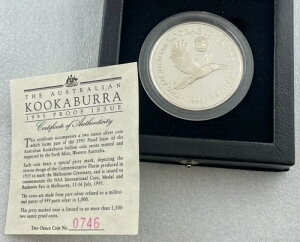 THE AUSTRALIAN
KOOKABURRA
1995 PROOF ISSUE
Certificate of Authenticity
This certificate accompanies a two ounce silver coin
which forms part of the 1995 Proof Issue of the
Australian Kookaburra bullion coin series minted and
inspected by the Perth Mint, Western Australia.
Each coin bears a special privy mark, depicting the
reverse design of the Commemorative Florin produced in
1935 to mark the Melbourne Centenary, and is issued to
commemorate the NAA International Coin, Medal and
Banknote Fair in Melbourne, 13-16 July, 1995.
The coins are made from pure silver refined to a millesi-
mal purity of 999 parts silver in 1,000.
This privy marked issue is limited to no more than 1,500
two ounce proof coins.
Two Ounce Coin No. 0746